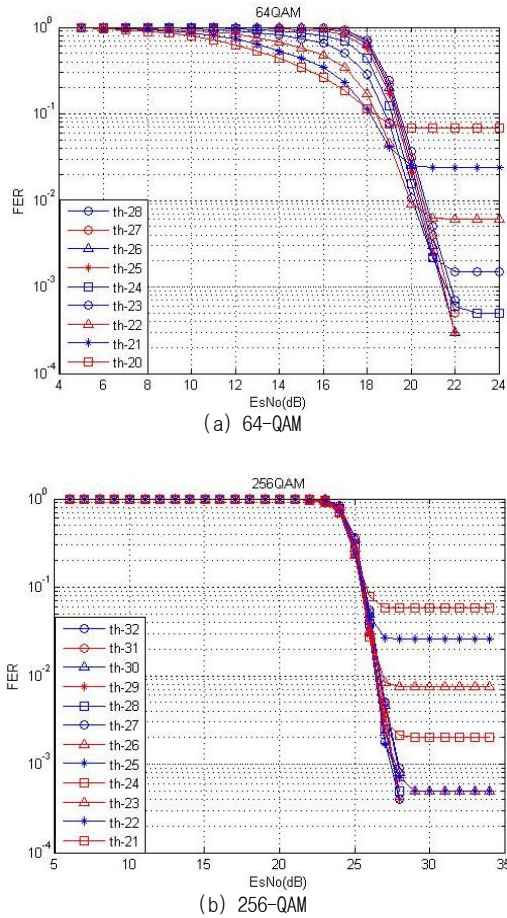 64QAM
10^0
10^-1
10^-2
10^-3
10^-4
FER
th-28
th-27
th-26
th-25
th-24
th-23
th-22
th-21
th-20
4 6 8 10 12 14 16 18 20 22 24
EsNo(dB)
(a) 64-QAM
256QAM
10^0
10^-1
10^-2
10^-3
10^-4
FER
th-32
th-31
th-30
th-29
th-28
th-27
th-26
th-25
th-24
th-23
th-22
th-21
5 10 15 20 25 30 35
EsNo(dB)
(b) 256-QAM